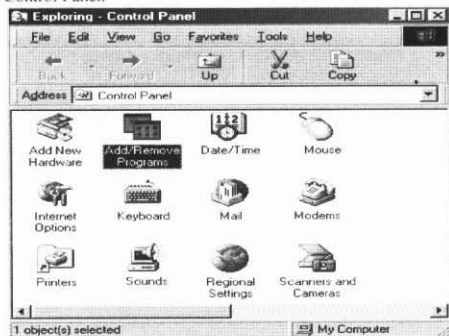 Control Panel.
Exploring - Control Panel
File Edit View Go Favorites Tools Help
Back Forward Up Cut Copy »
Address Control Panel
Add New Hardware
Add/Remove Programs
Date/Time
Mouse
Internet Options
Keyboard
Mail
Modems
Printers
Sounds
Regional Settings
Scanners and Cameras
1 object(s) selected My Computer